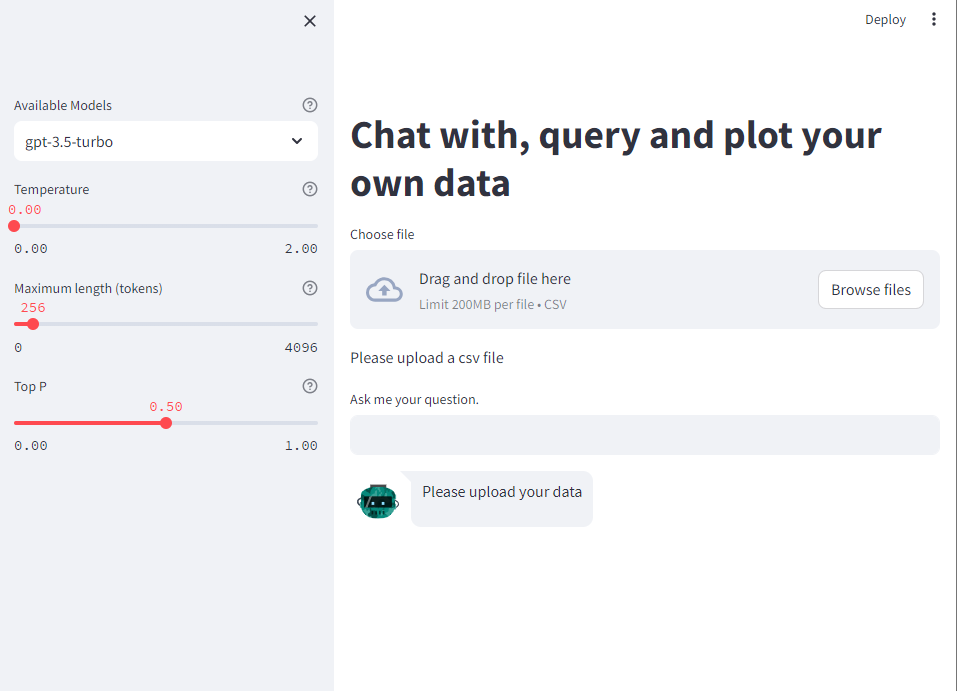 Deploy
Available Models
gpt-3.5-turbo
Temperature
0.00
0.00 2.00
Maximum length (tokens)
256
0 4096
Top P
0.50
0.00 1.00
Chat with, query and plot your
own data
Choose file
Drag and drop file here
Limit 200MB per file • CSV
Browse files
Please upload a csv file
Ask me your question.
Please upload your data